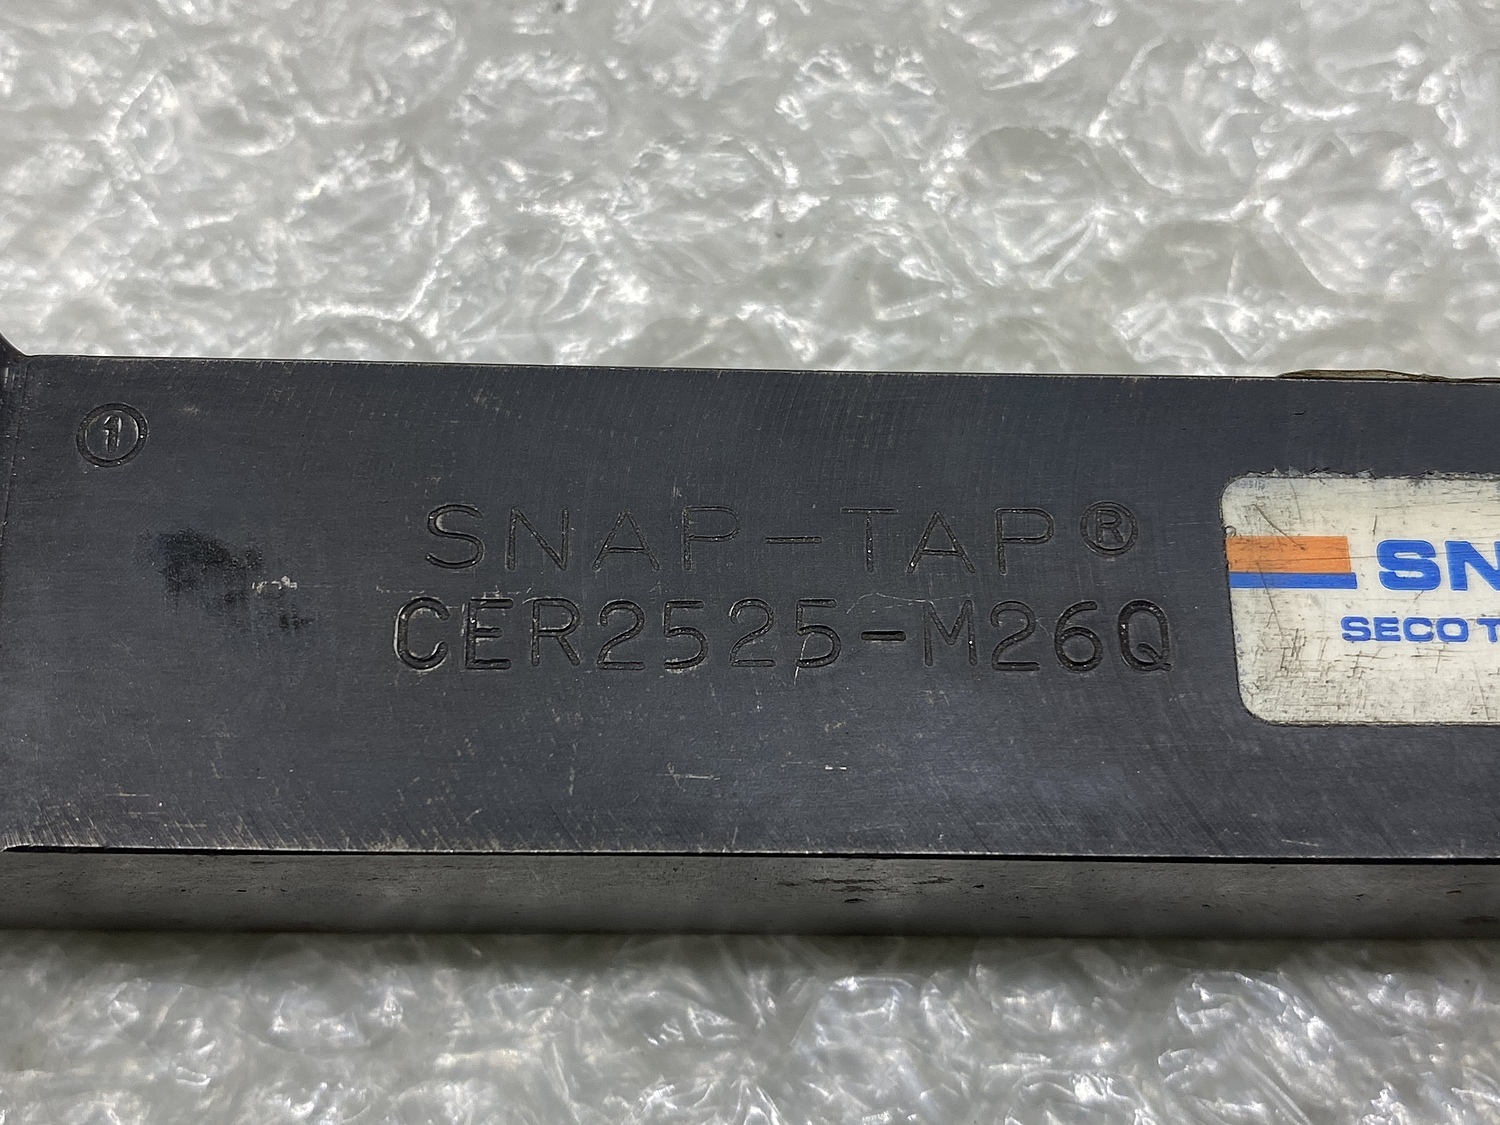 ①
SNAP-TAP®
CER2525-M26Q
SN
SECO T